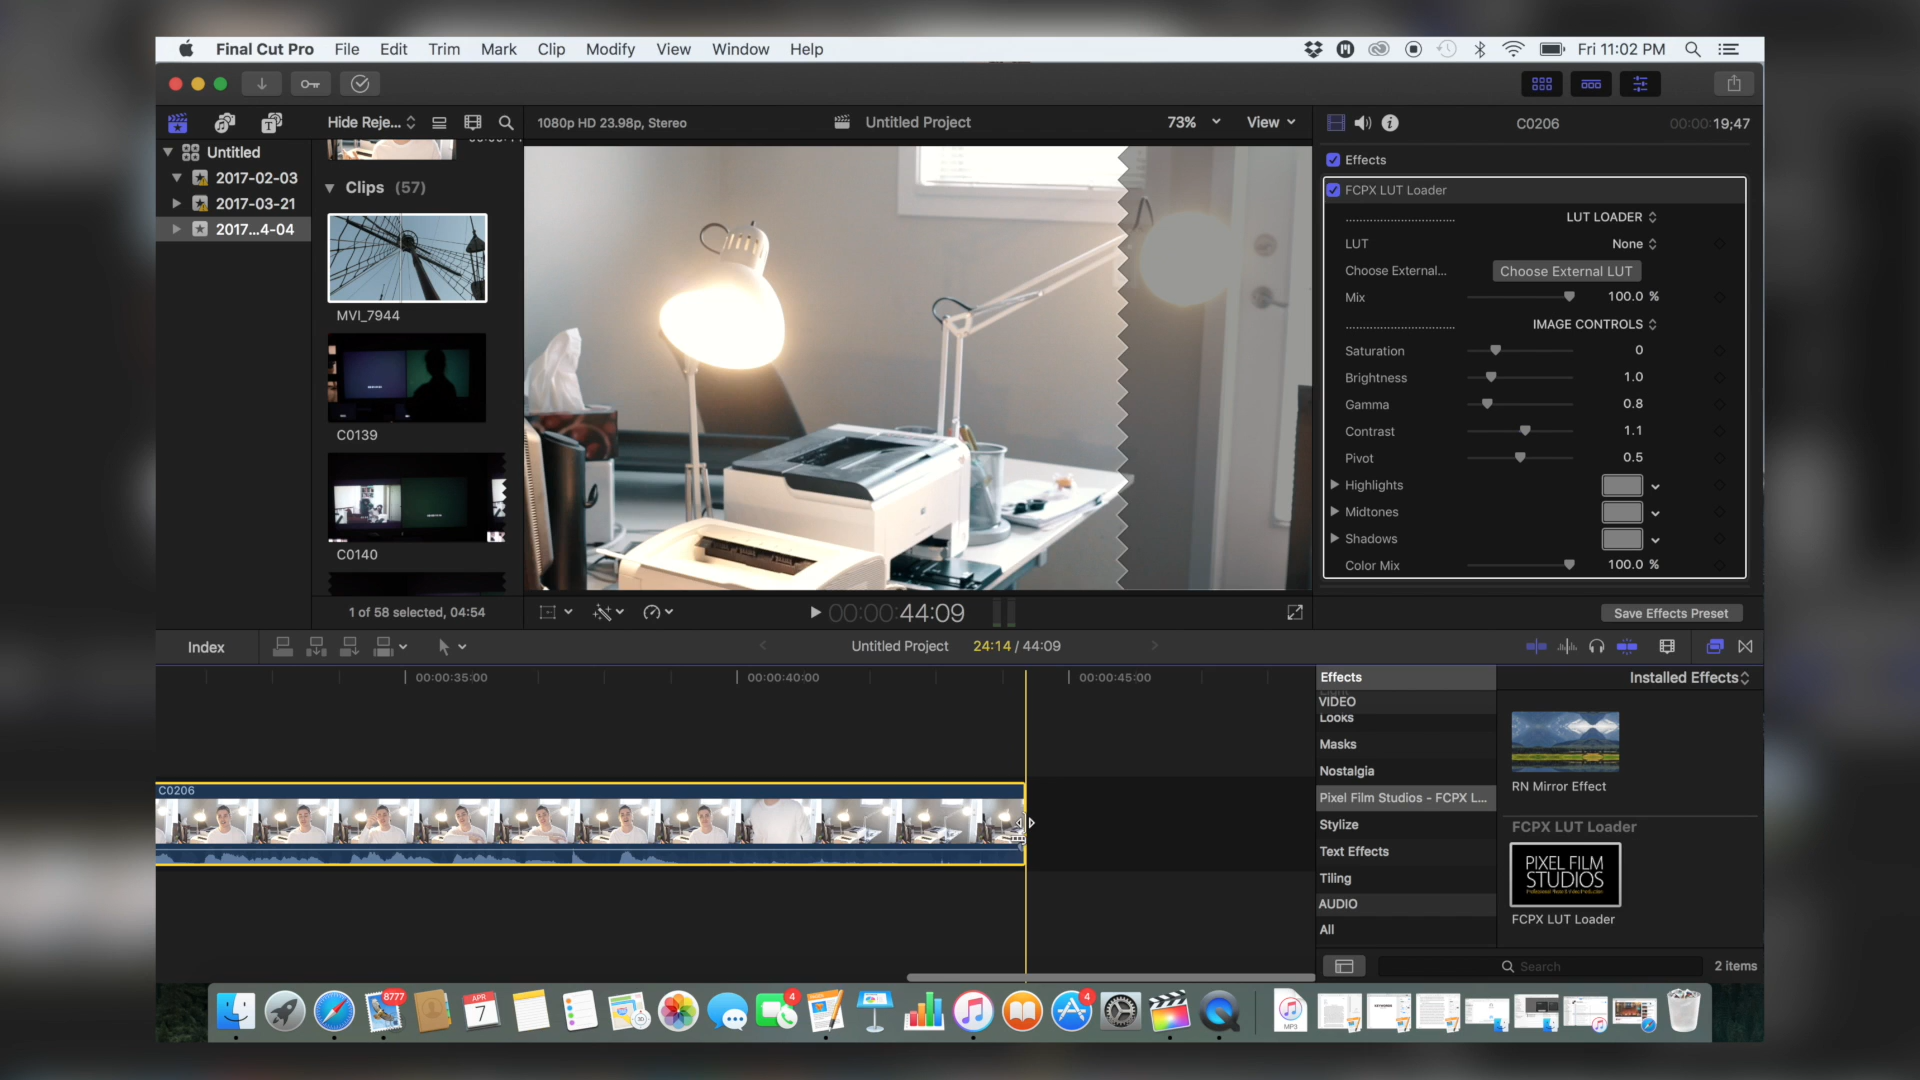 Final Cut Pro File Edit Trim Mark Clip Modify View Window Help
Fri 11:02 PM
Hide Reje...
1080p HD 23.98p, Stereo
Untitled Project
73%
View
C0206
00:00:19;47
Untitled
2017-02-03
2017-03-21
2017...4-04
Clips (57)
MVI_7944
C0139
C0140
1 of 58 selected, 04:54
Effects
FCPX LUT Loader
LUT LOADER
LUT None
Choose External... Choose External LUT
Mix 100.0 %
IMAGE CONTROLS
Saturation 0
Brightness 1.0
Gamma 0.8
Contrast 1.1
Pivot 0.5
Highlights
Midtones
Shadows
Color Mix 100.0 %
00:00:44:09
Save Effects Preset
Index
Untitled Project 24:14 / 44:09
00:00:35:00
00:00:40:00
00:00:45:00
C0206
Effects
VIDEO
Looks
Masks
Nostalgia
Pixel Film Studios - FCPX L...
Stylize
Text Effects
Tiling
AUDIO
All
Installed Effects
RN Mirror Effect
FCPX LUT Loader
PIXEL FILM
STUDIOS
FCPX LUT Loader
Search
2 items
8777
APR
7
4
4
MP3